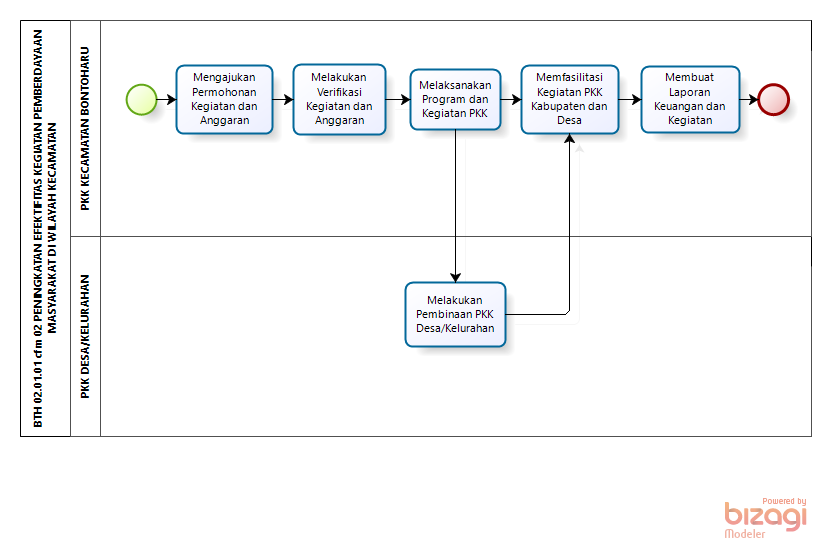 BTH 02.01.01 cfm 02 PENINGKATAN EFEKTIFITAS KEGIATAN PEMBERDAYAAN
MASYARAKAT DI WILAYAH KECAMATAN
PKK KECAMATAN BONTOHARU
Mengajukan
Permohonan
Kegiatan dan
Anggaran
Melakukan
Verifikasi
Kegiatan dan
Anggaran
Melaksanakan
Program dan
Kegiatan PKK
Memfasilitasi
Kegiatan PKK
Kabupaten dan
Desa
Membuat
Laporan
Keuangan dan
Kegiatan
PKK DESA/KELURAHAN
Melakukan
Pembinaan PKK
Desa/Kelurahan
Powered by
bizagi
Modeler